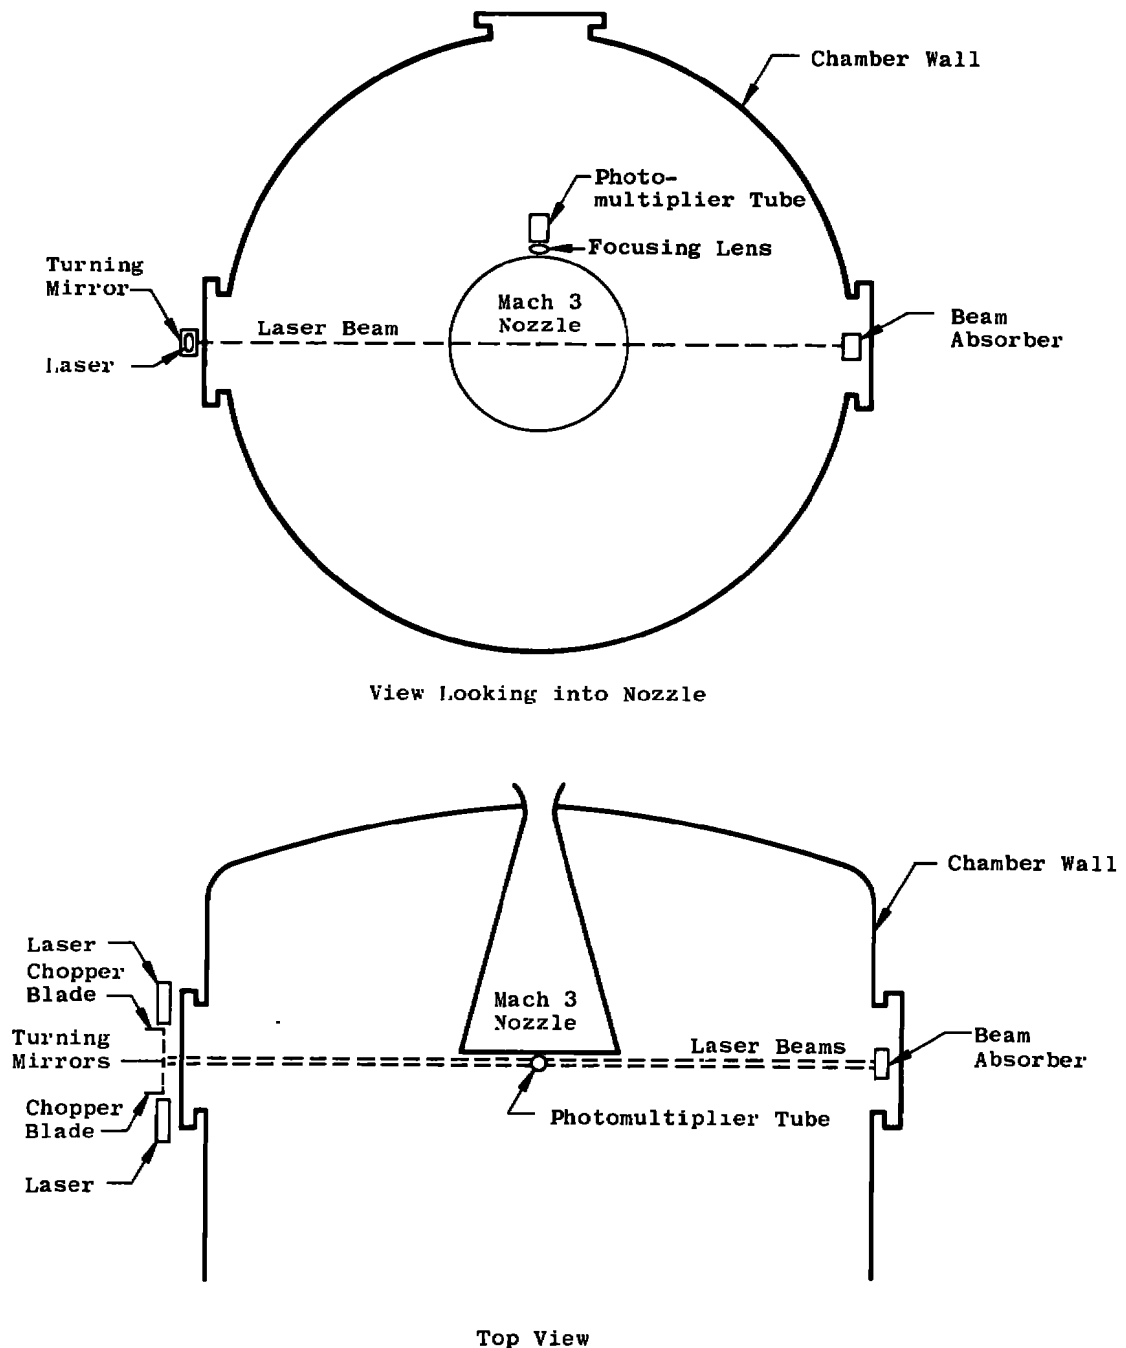 Chamber Wall
Photo-
multiplier Tube
Focusing Lens
Turning
Mirror
Mach 3
Nozzle
Laser Beam
Beam
Absorber
Laser
View Looking into Nozzle
Chamber Wall
Laser
Chopper
Blade
Mach 3
Nozzle
Turning
Mirrors
Laser Beams
Beam
Absorber
Chopper
Blade
Photomultiplier Tube
Laser
Top View